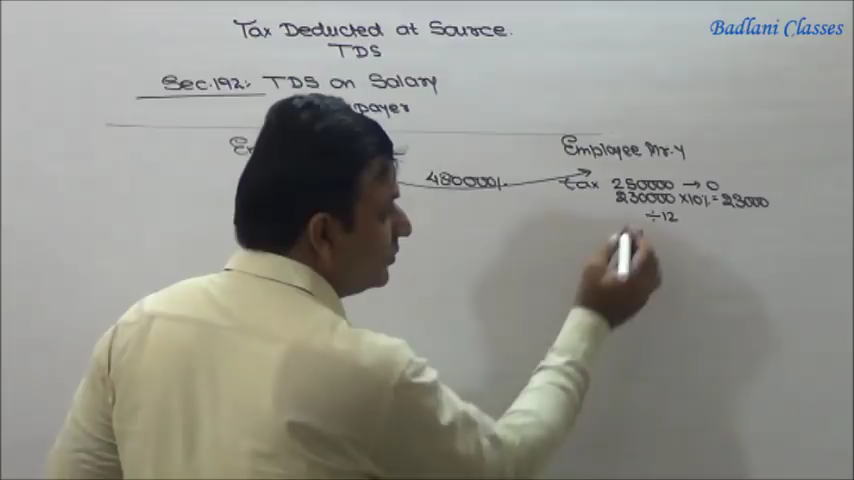 Badlani Classes
Tax Deducted at Source.
TDS
Sec.192:- TDS on Salary
Employee Mr.Y
480000/-
tax 250000 → 0
230000 ×10%=23000
÷12